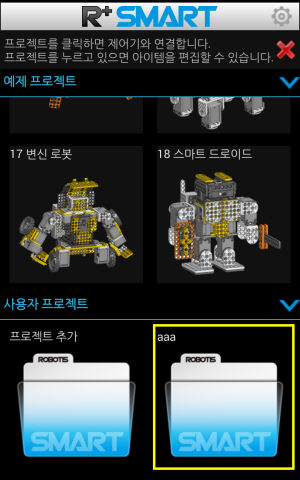 R+ SMART
프로젝트를 클릭하면 제어기와 연결합니다.
프로젝트를 누르고 있으면 아이템을 편집할 수 있습니다.
예제 프로젝트
17 변신 로봇
18 스마트 드로이드
사용자 프로젝트
프로젝트 추가
aaa
ROBOTIS
ROBOTIS
SMART
SMART